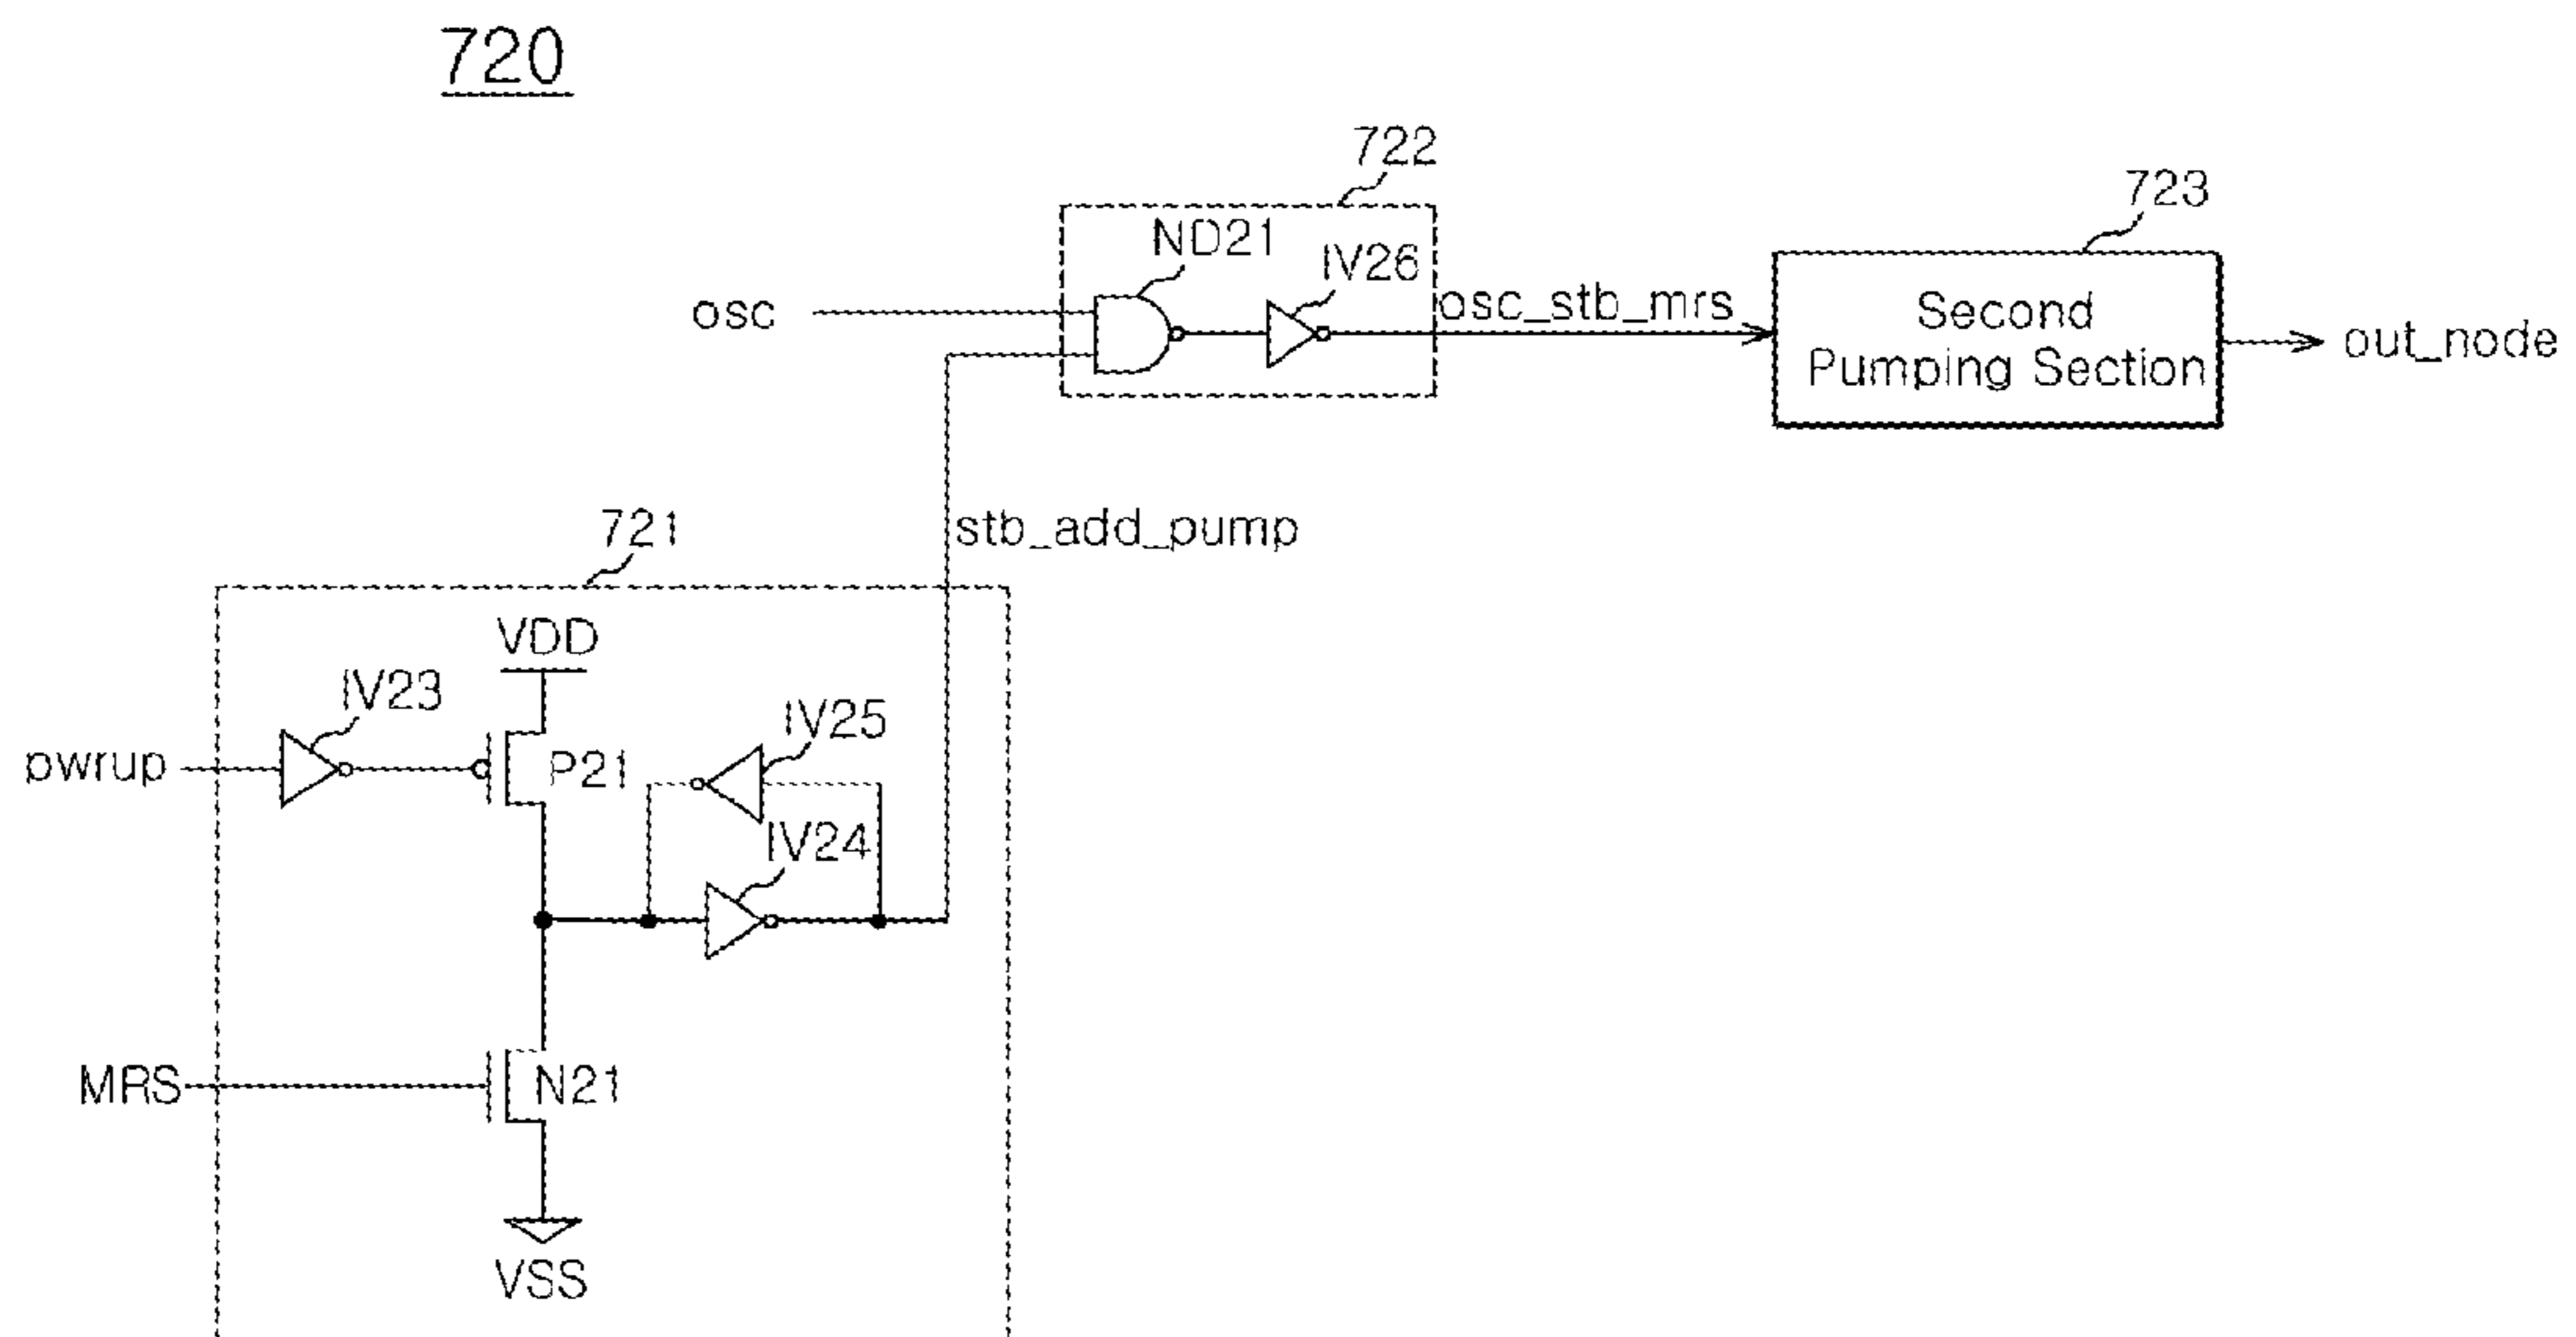 720
722
723
ND21
IV26
osc
osc_stb_mrs
Second
Pumping Section
out_node
721
stb_add_pump
VDD
IV23
IV25
pwrup
P21
IV24
MRS
N21
VSS